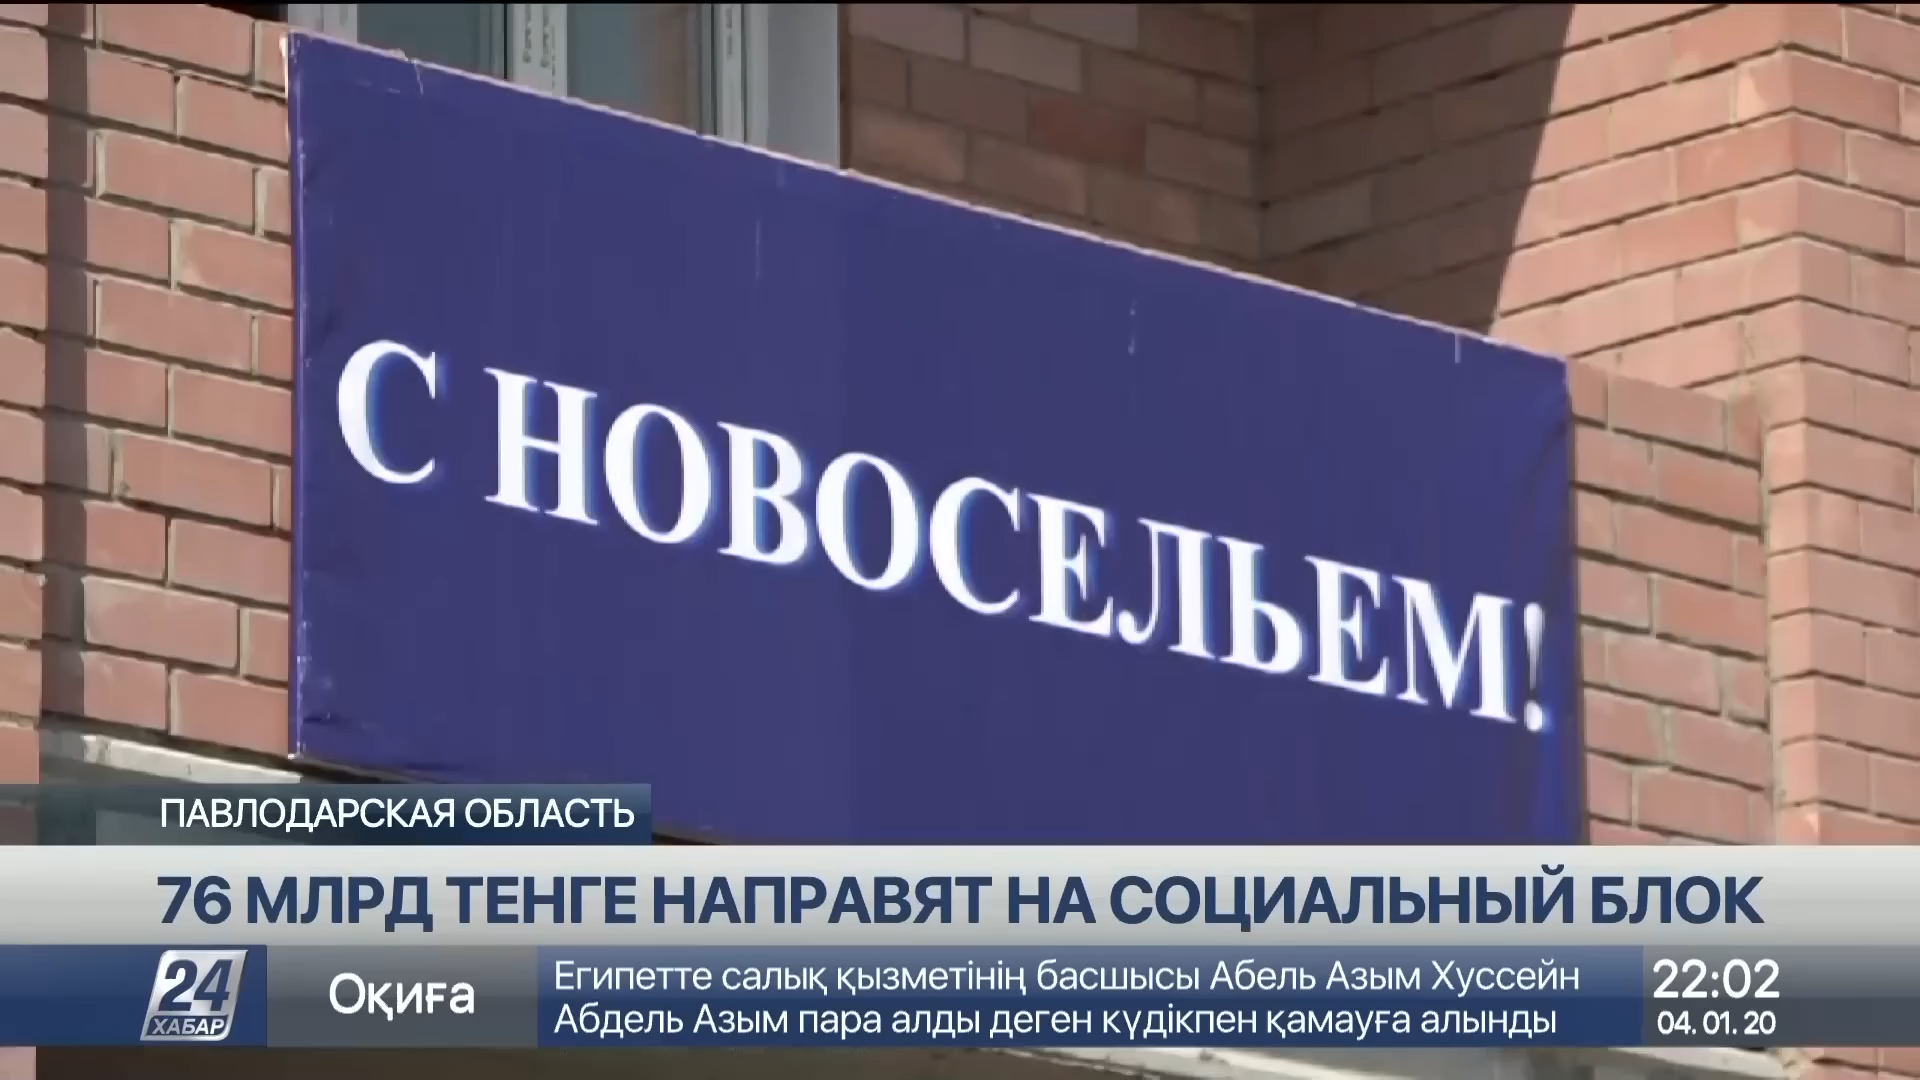 С НОВОСЕЛЬЕМ!
ПАВЛОДАРСКАЯ ОБЛАСТЬ
76 МЛРД ТЕНГЕ НАПРАВЯТ НА СОЦИАЛЬНЫЙ БЛОК
24
ХАБАР
Оқиға
Египетте салық қызметінің басшысы Абель Азым Хуссейн
Абдель Азым пара алды деген күдікпен қамауға алынды
22:02
04. 01. 20